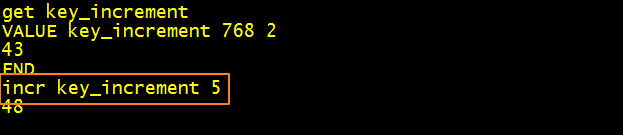 get key_increment
VALUE key_increment 768 2
43
END
incr key_increment 5
48